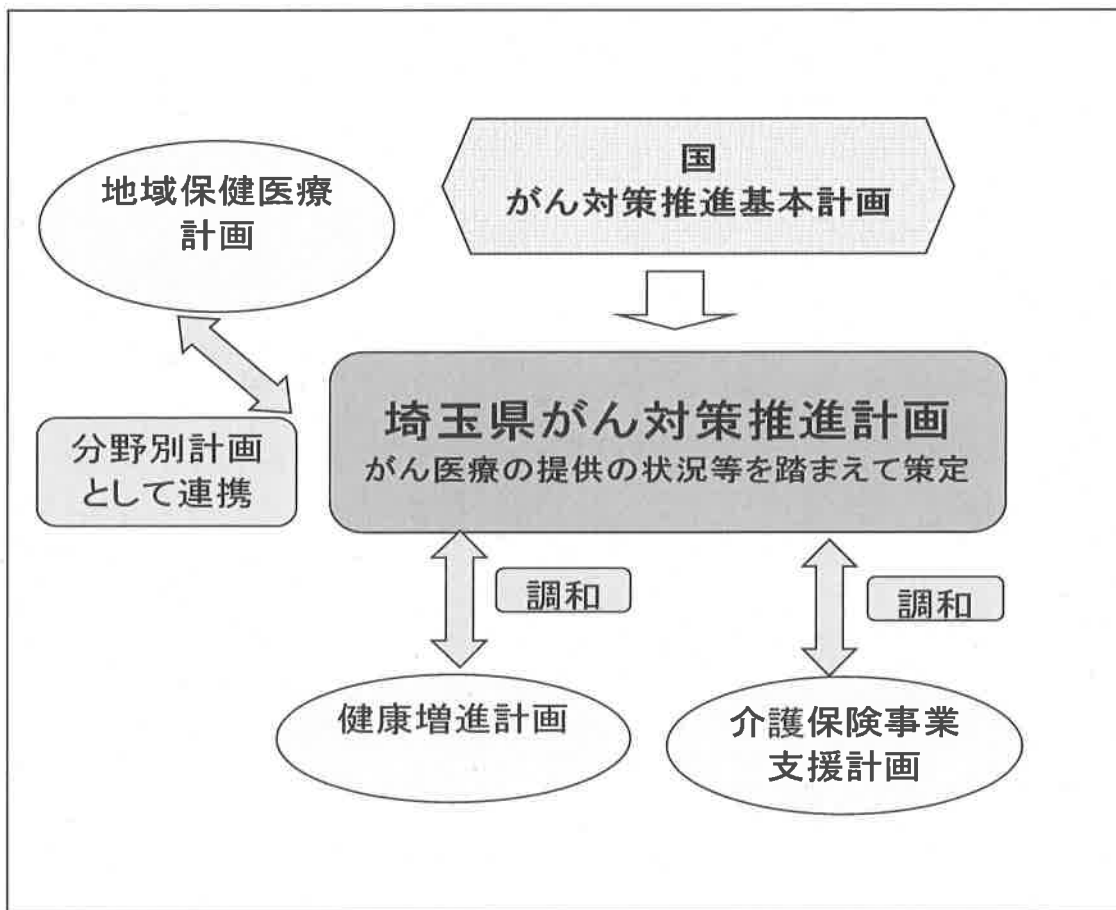 国
がん対策推進基本計画
地域保健医療
計画
埼玉県がん対策推進計画
がん医療の提供の状況等を踏まえて策定
分野別計画
として連携
調和
調和
健康増進計画
介護保険事業
支援計画